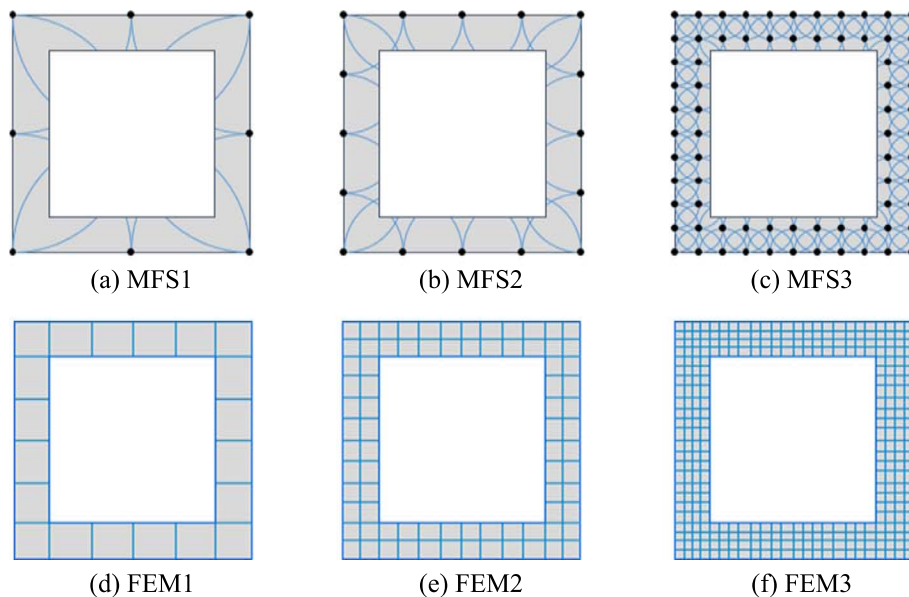 (a) MFS1
(b) MFS2
(c) MFS3
(d) FEM1
(e) FEM2
(f) FEM3